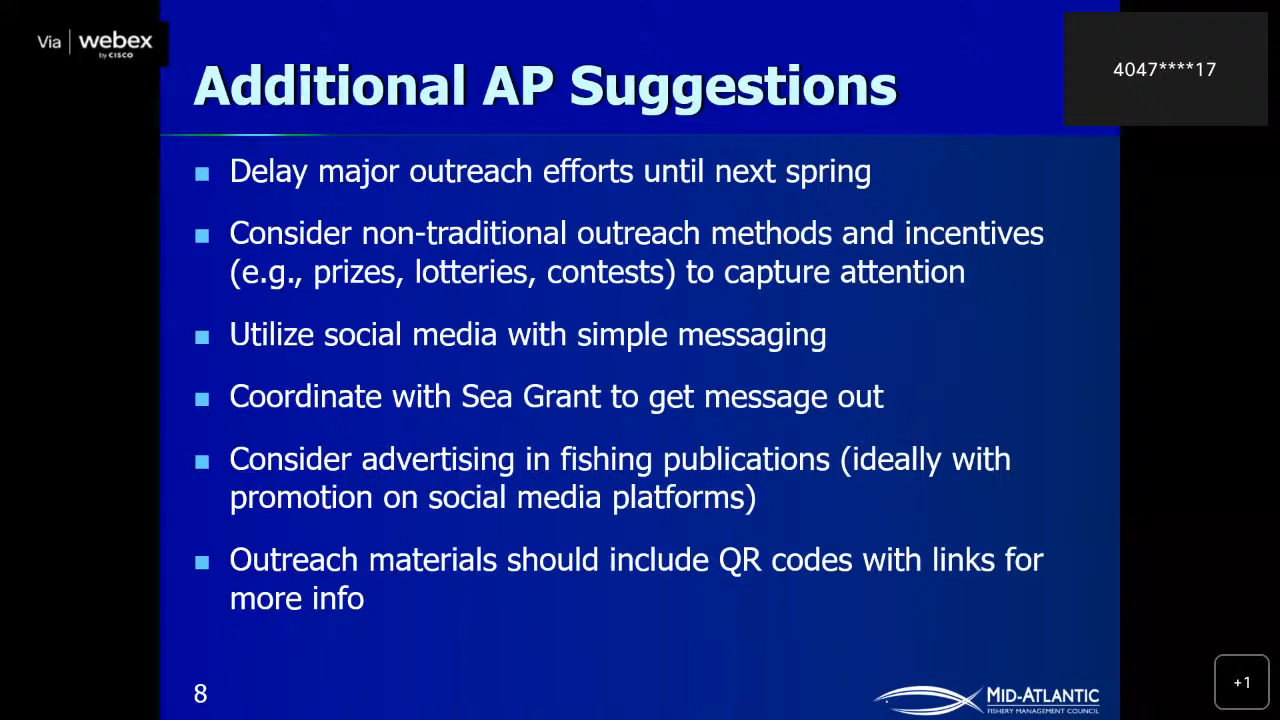 Via | webex
by CISCO
4047****17
Additional AP Suggestions
Delay major outreach efforts until next spring
Consider non-traditional outreach methods and incentives
(e.g., prizes, lotteries, contests) to capture attention
Utilize social media with simple messaging
Coordinate with Sea Grant to get message out
Consider advertising in fishing publications (ideally with
promotion on social media platforms)
Outreach materials should include QR codes with links for
more info
8
MID-ATLANTIC
FISHERY MANAGEMENT COUNCIL
+1